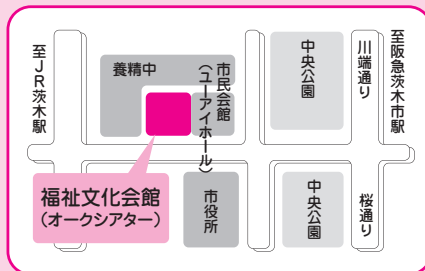 至JR茨木駅
養精中
市民会館
(ユーアイホール)
中央公園
川端通り
至阪急茨木市駅
福祉文化会館
(オークシアター)
市役所
中央公園
桜通り